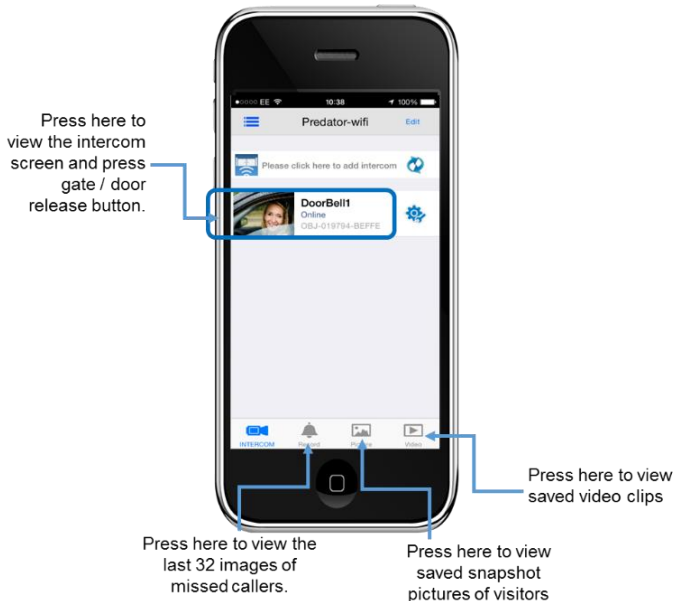 ●○○○○ EE 10:38 100%
Predator-wifi Edit
Press here to
view the intercom
screen and press
gate / door
release button.
Please click here to add intercom
DoorBell1
Online
OBJ-019794-BEFFE
INTERCOM Record Picture Video
Press here to view
saved video clips
Press here to view the
last 32 images of
missed callers.
Press here to view
saved snapshot
pictures of visitors